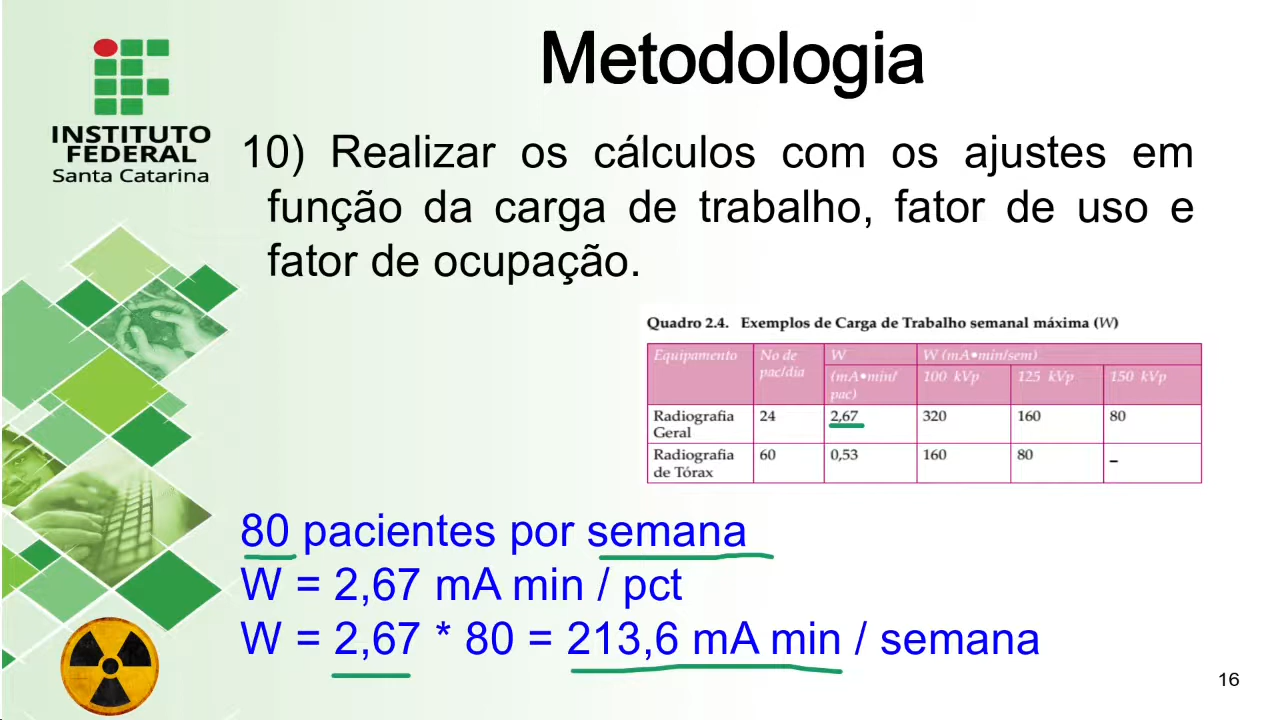 Metodologia
INSTITUTO
FEDERAL
Santa Catarina
10) Realizar os cálculos com os ajustes em
função da carga de trabalho, fator de uso e
fator de ocupação.
Quadro 2.4. Exemplos de Carga de Trabalho semanal máxima (W)
Equipamento No de pac/dia W W (mA•min/sem)
(mA•min/pac) 100 kVp 125 kVp 150 kVp
Radiografia Geral 24 2,67 320 160 80
Radiografia de Tórax 60 0,53 160 80 –
80 pacientes por semana
W = 2,67 mA min / pct
W = 2,67 * 80 = 213,6 mA min / semana
16